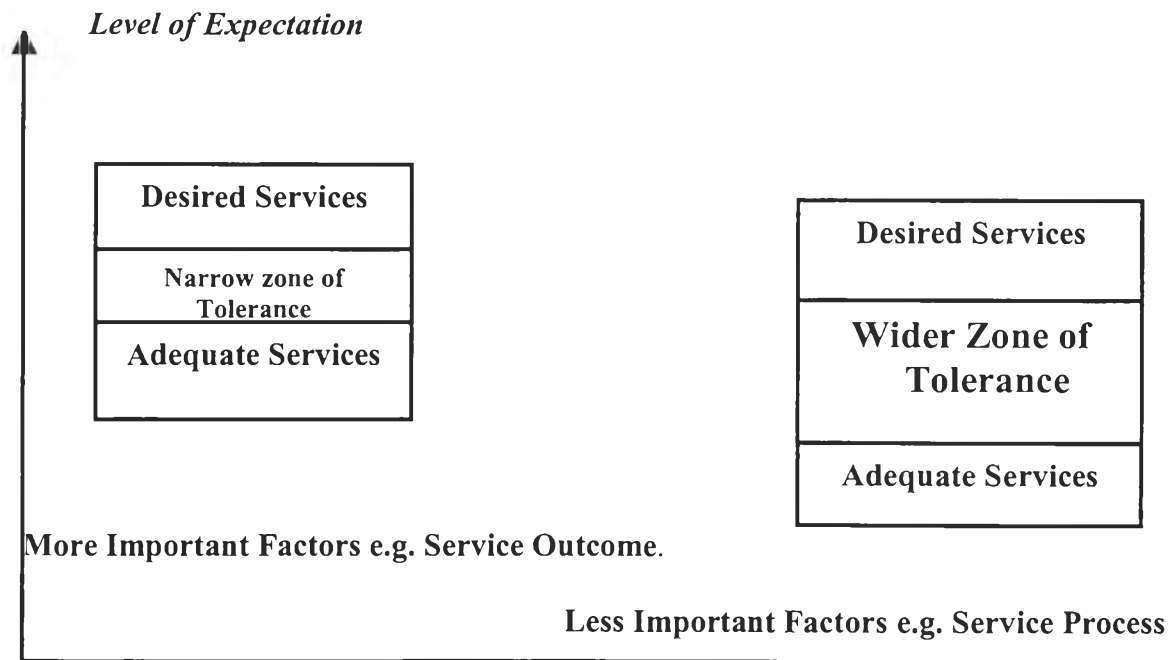 Level of Expectation
Desired Services
Narrow zone of
Tolerance
Adequate Services
Desired Services
Wider Zone of
Tolerance
Adequate Services
More Important Factors e.g. Service Outcome.
Less Important Factors e.g. Service Process